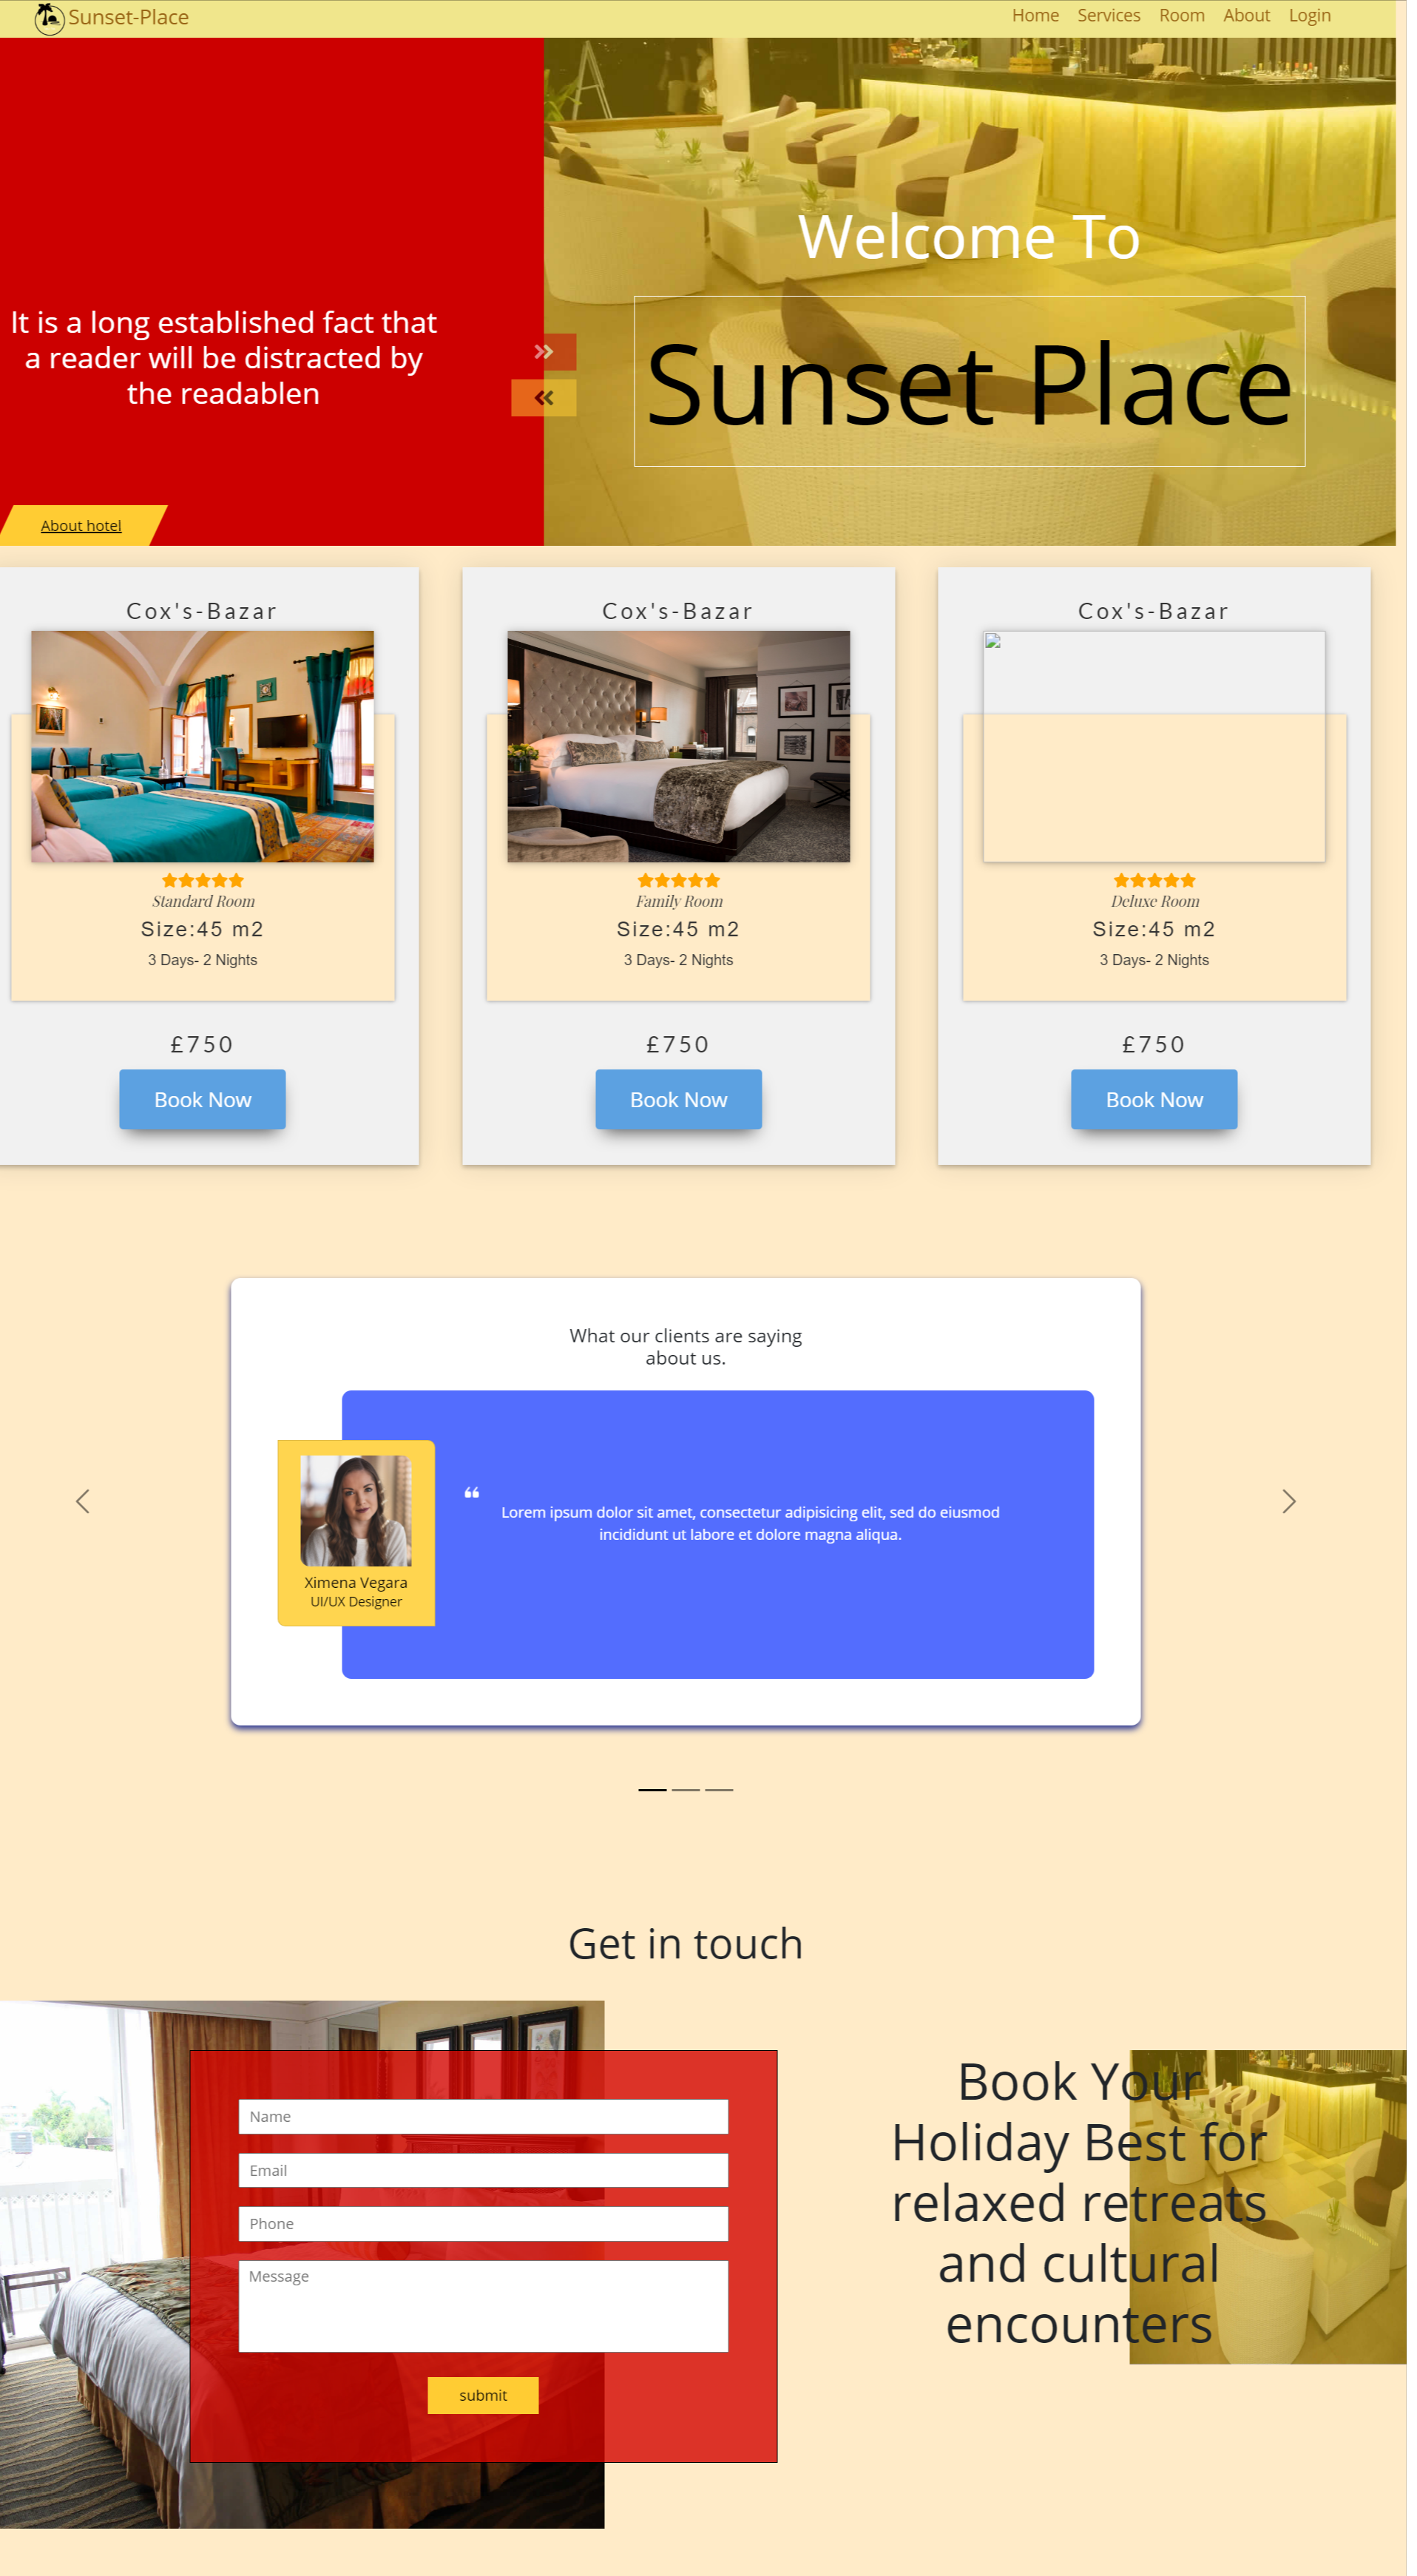 Sunset-Place
Home Services Room About Login
It is a long established fact that
a reader will be distracted by
the readablen
About hotel
Welcome To
Sunset Place
Cox's-Bazar
Standard Room
Size:45 m2
3 Days- 2 Nights
£750
Book Now
Cox's-Bazar
Family Room
Size:45 m2
3 Days- 2 Nights
£750
Book Now
Cox's-Bazar
Deluxe Room
Size:45 m2
3 Days- 2 Nights
£750
Book Now
What our clients are saying
about us.
Ximena Vegara
UI/UX Designer
❝
Lorem ipsum dolor sit amet, consectetur adipisicing elit, sed do eiusmod
incididunt ut labore et dolore magna aliqua.
Get in touch
Name
Email
Phone
Message
submit
Book Your
Holiday Best for
relaxed retreats
and cultural
encounters